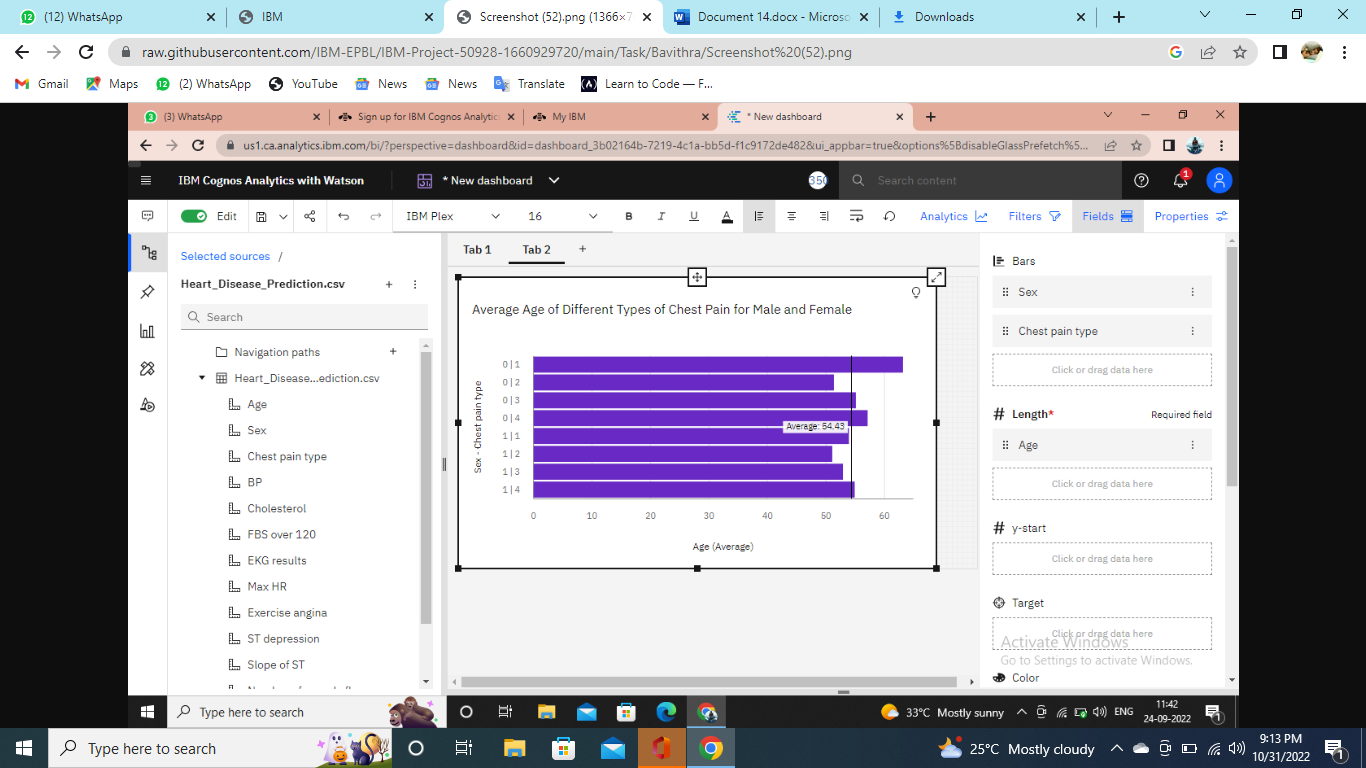 (12) WhatsApp
IBM
Screenshot (52).png (1366×7
Document 14.docx - Microso
Downloads
raw.githubusercontent.com/IBM-EPBL/IBM-Project-50928-1660929720/main/Task/Bavithra/Screenshot%20(52).png
Gmail
Maps
(2) WhatsApp
YouTube
News
News
Translate
Learn to Code — F...
(3) WhatsApp
Sign up for IBM Cognos Analytic
My IBM
* New dashboard
us1.ca.analytics.ibm.com/bi/?perspective=dashboard&id=dashboard_3b02164b-7219-4c1a-bb5d-f1c9172de482&ui_appbar=true&options%5BdisableGlassPrefetch%5...
IBM Cognos Analytics with Watson
* New dashboard
350
Search content
1
Edit
IBM Plex
16
B
I
U
A
Analytics
Filters
Fields
Properties
Selected sources /
Heart_Disease_Prediction.csv
Search
Navigation paths
Heart_Disease...ediction.csv
Age
Sex
Chest pain type
BP
Cholesterol
FBS over 120
EKG results
Max HR
Exercise angina
ST depression
Slope of ST
Tab 1
Tab 2
Average Age of Different Types of Chest Pain for Male and Female
Sex - Chest pain type
0|1
0|2
0|3
0|4
1|1
1|2
1|3
1|4
Average: 54.43
0 10 20 30 40 50 60
Age (Average)
Bars
Sex
Chest pain type
Click or drag data here
# Length*
Required field
Age
Click or drag data here
# y-start
Click or drag data here
Target
Click or drag data here
Activate Windows
Go to Settings to activate Windows.
Color
Type here to search
33°C Mostly sunny
ENG
11:42
24-09-2022
1
Type here to search
25°C Mostly cloudy
9:13 PM
10/31/2022
1